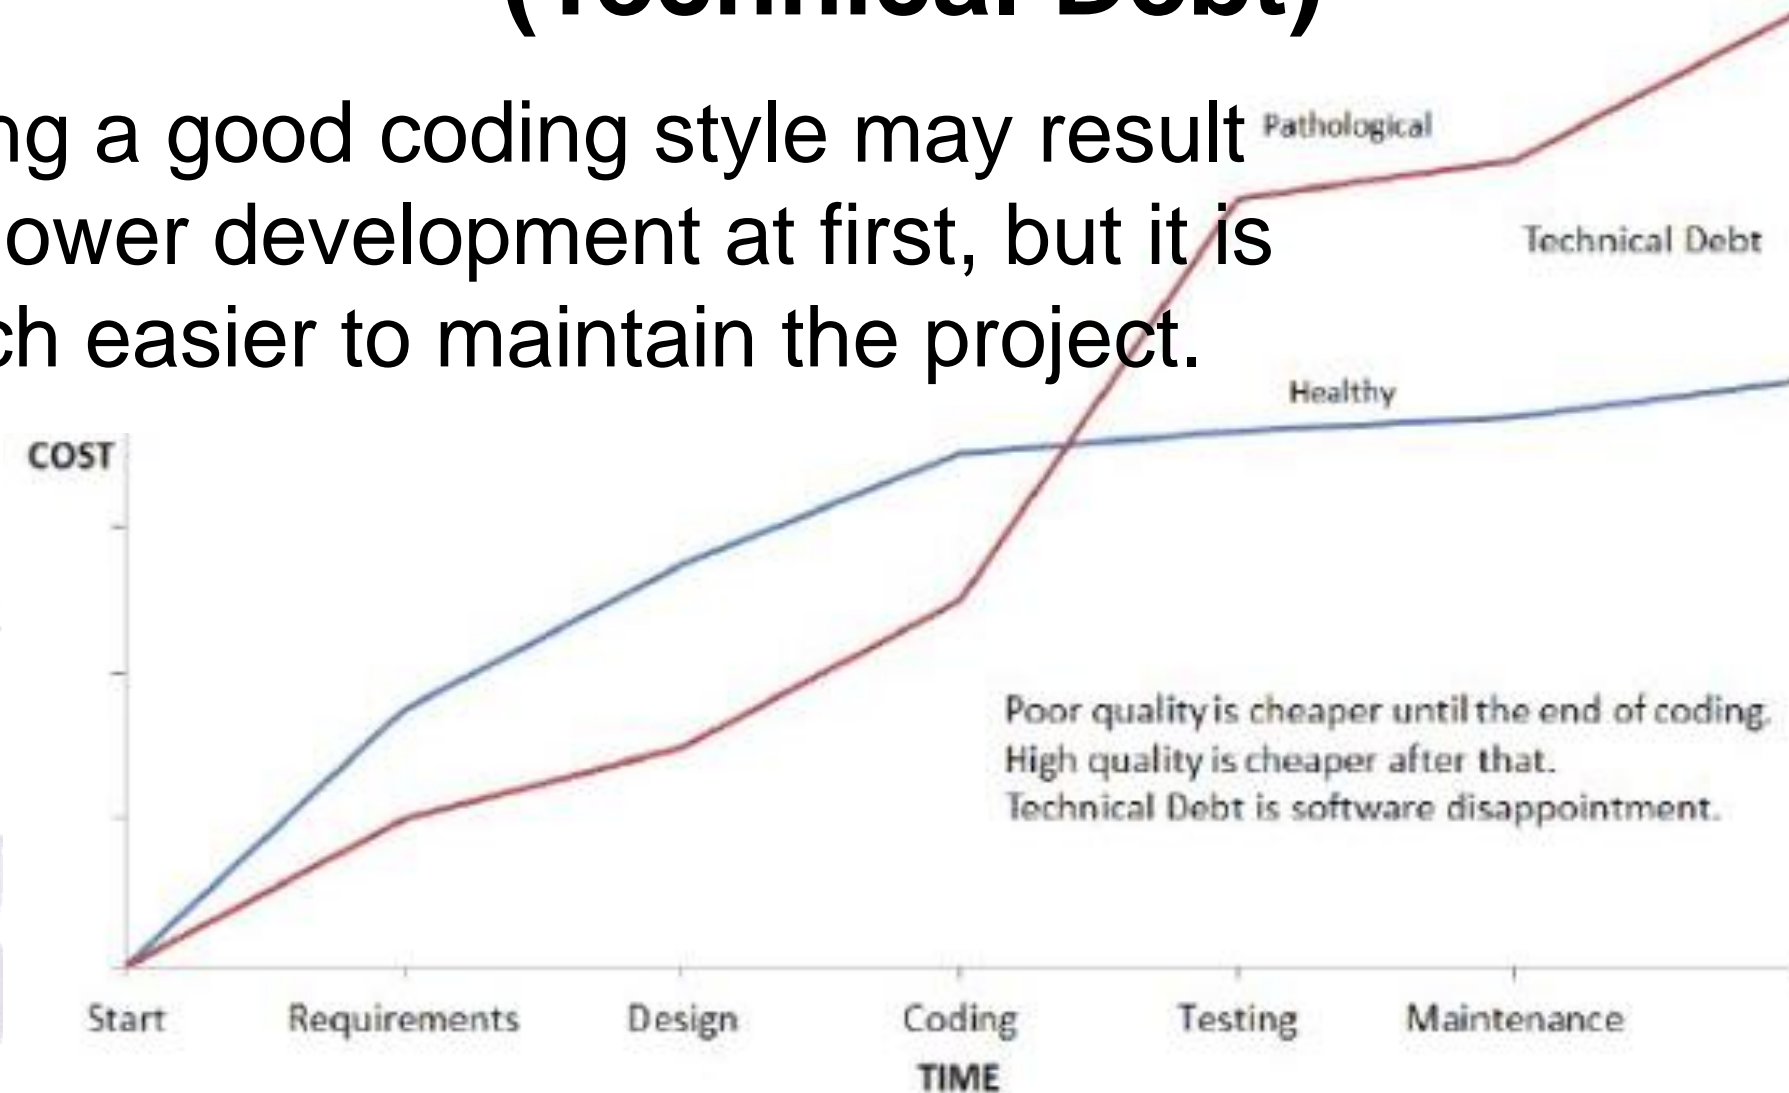 (Technical Debt)
ng a good coding style may result
ower development at first, but it is
ch easier to maintain the project.
Pathological
Technical Debt
Healthy
COST
Poor quality is cheaper until the end of coding.
High quality is cheaper after that.
Technical Debt is software disappointment.
Start Requirements Design Coding Testing Maintenance
TIME